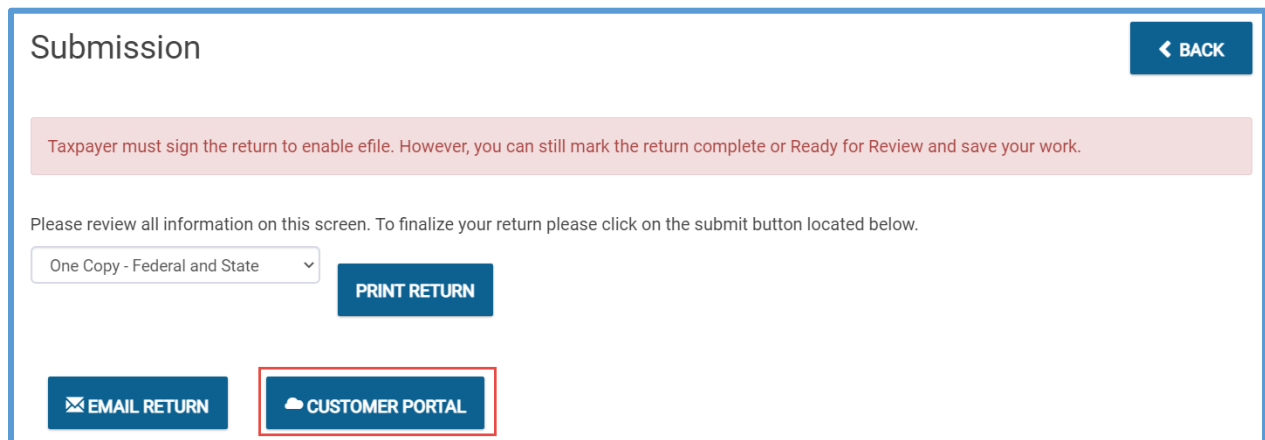 Submission
BACK
Taxpayer must sign the return to enable efile. However, you can still mark the return complete or Ready for Review and save your work.
Please review all information on this screen. To finalize your return please click on the submit button located below.
One Copy - Federal and State
PRINT RETURN
EMAIL RETURN
CUSTOMER PORTAL